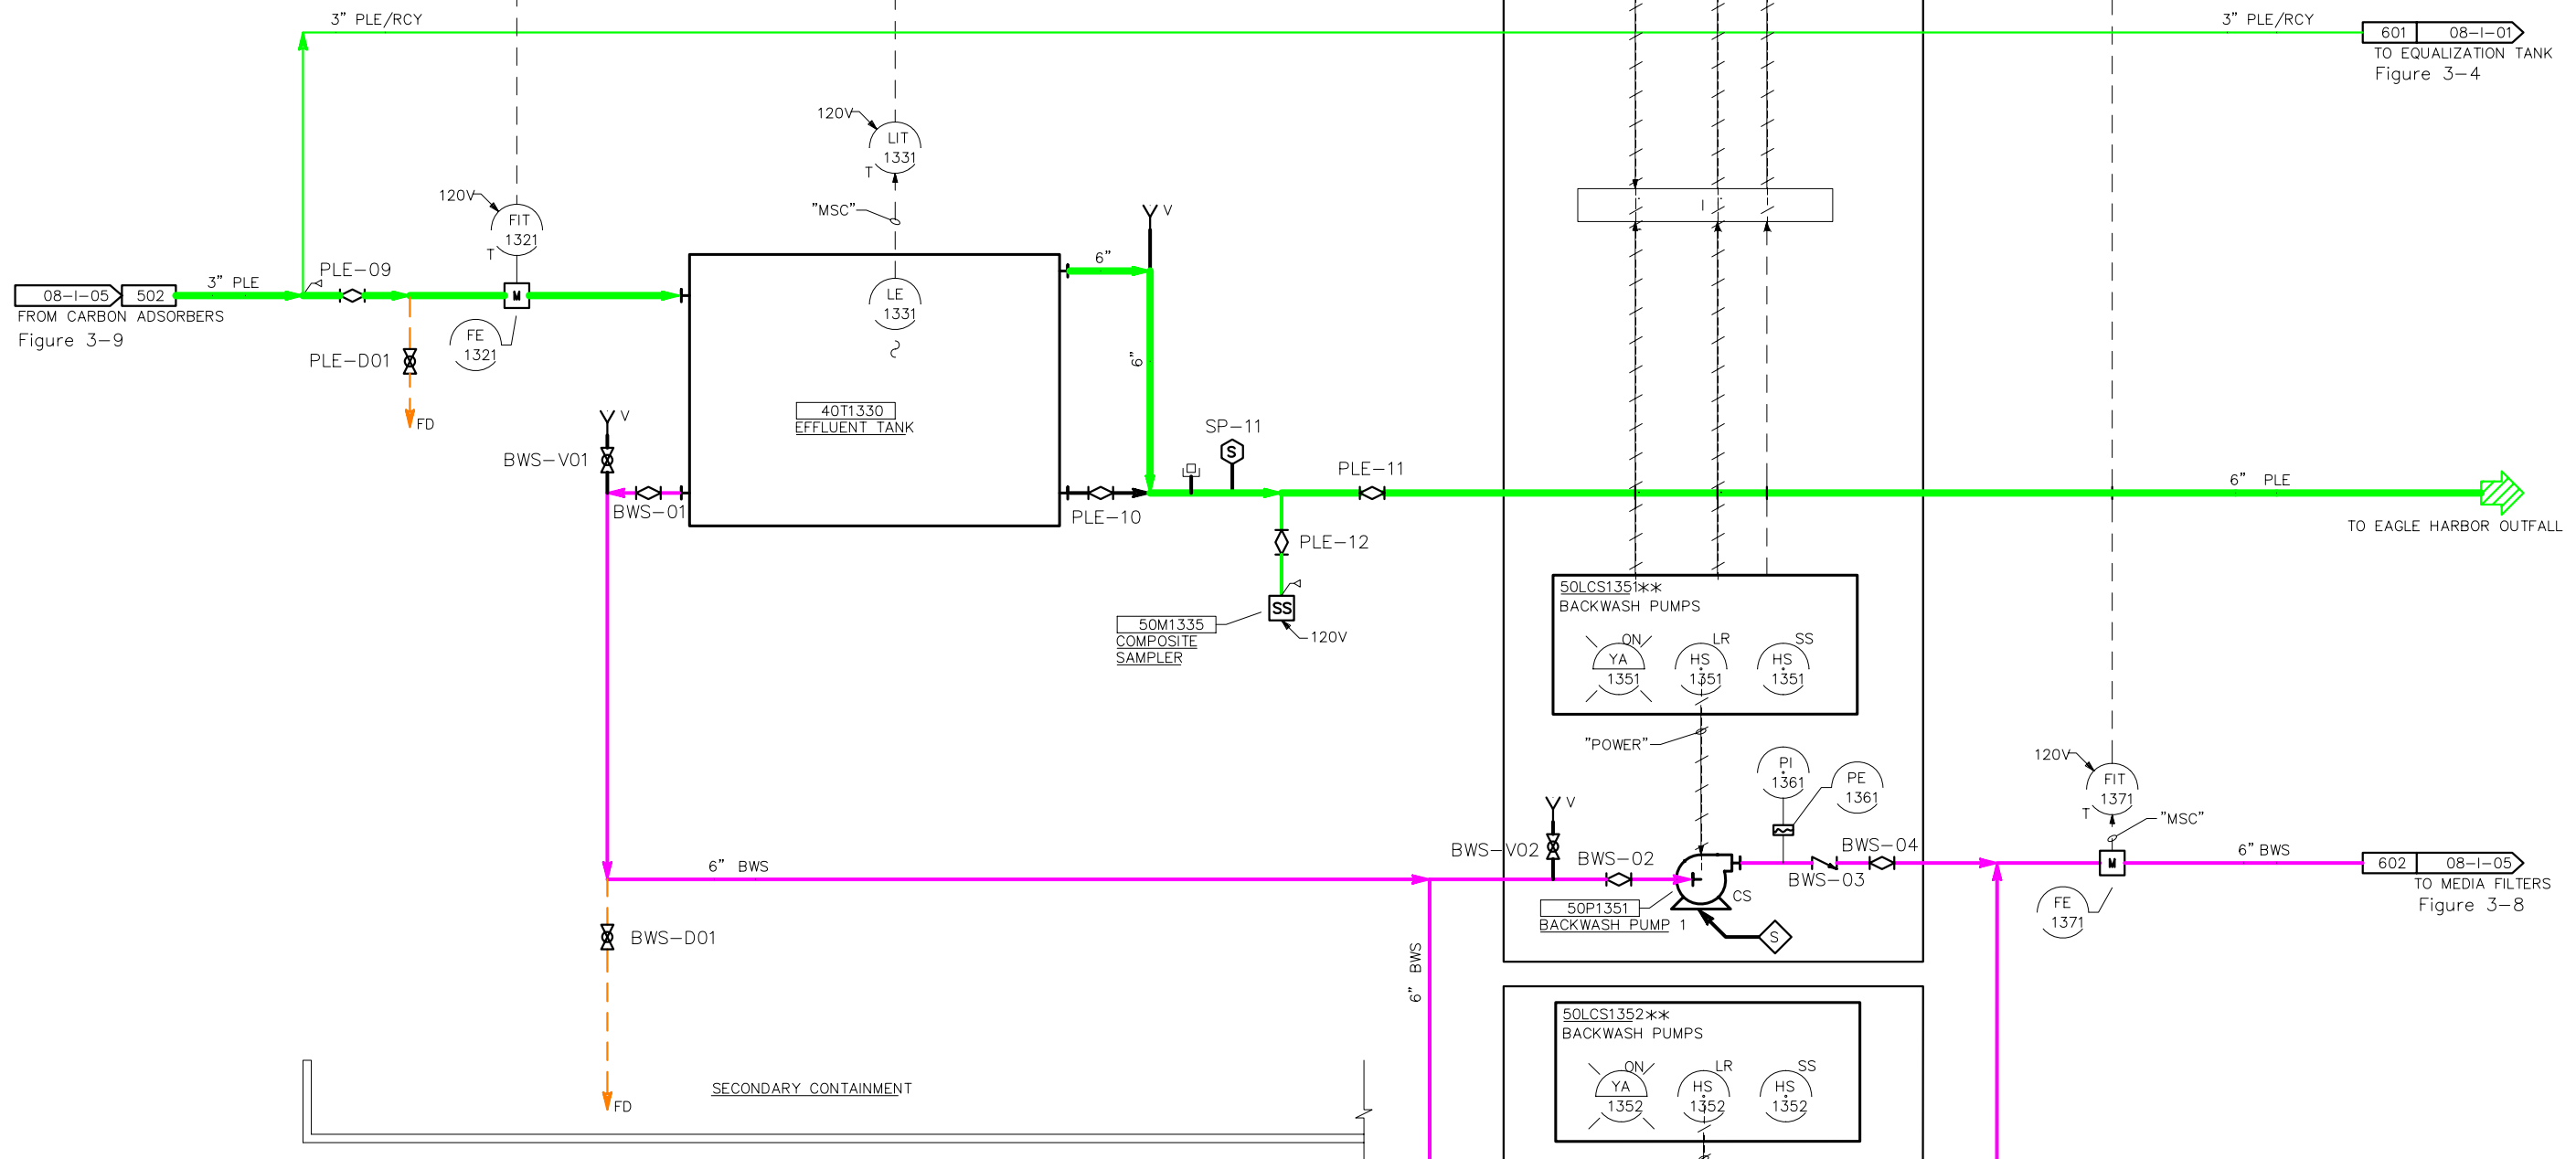 3" PLE/RCY
3" PLE/RCY
601 08-I-01
TO EQUALIZATION TANK
Figure 3-4
120V
LIT
1331
T
"MSC"
120V
FIT
1321
T
V
I
3" PLE
PLE-09
M
6"
08-I-05 502
FROM CARBON ADSORBERS
Figure 3-9
FE
1321
LE
1331
6"
PLE-D01
FD
40T1330
EFFLUENT TANK
V
BWS-V01
BWS-01
PLE-10
SP-11
S
PLE-11
6" PLE
TO EAGLE HARBOR OUTFALL
PLE-12
SS
120V
50M1335
COMPOSITE
SAMPLER
50LCS1351**
BACKWASH PUMPS
ON
YA
1351
LR
HS
1351
SS
HS
1351
"POWER"
PI
1361
PE
1361
120V
FIT
1371
T
"MSC"
V
BWS-V02
BWS-02
BWS-03
BWS-04
M
6" BWS
602 08-I-05
TO MEDIA FILTERS
Figure 3-8
FE
1371
6" BWS
CS
50P1351
BACKWASH PUMP 1
S
BWS-D01
6" BWS
FD
SECONDARY CONTAINMENT
50LCS1352**
BACKWASH PUMPS
ON
YA
1352
LR
HS
1352
SS
HS
1352